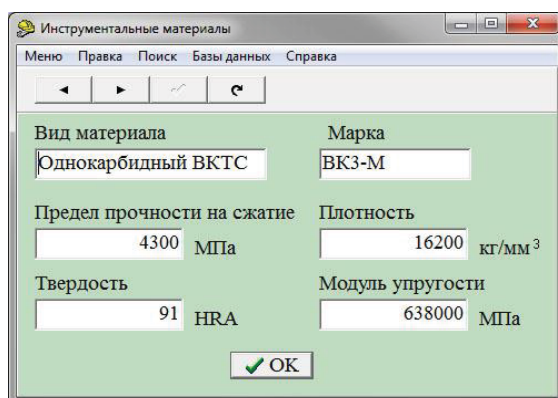 Инструментальные материалы
Меню Правка Поиск Базы данных Справка
Вид материала Марка
Однокарбидный ВКТС ВК3-М
Предел прочности на сжатие Плотность
4300 МПа 16200 кг/мм³
Твердость Модуль упругости
91 HRA 638000 МПа
OK